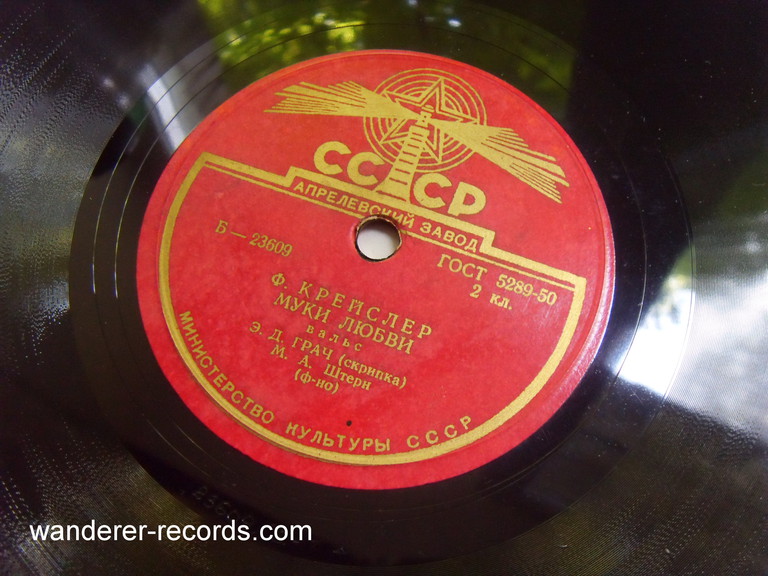 СССР
АПРЕЛЕВСКИЙ ЗАВОД
Б — 23609
ГОСТ 5289-50
2 кл.
Ф. КРЕЙСЛЕР
МУКИ ЛЮБВИ
вальс
Э. Д. ГРАЧ (скрипка)
М. А. Штерн
(ф-но)
МИНИСТЕРСТВО КУЛЬТУРЫ СССР
wanderer-records.com